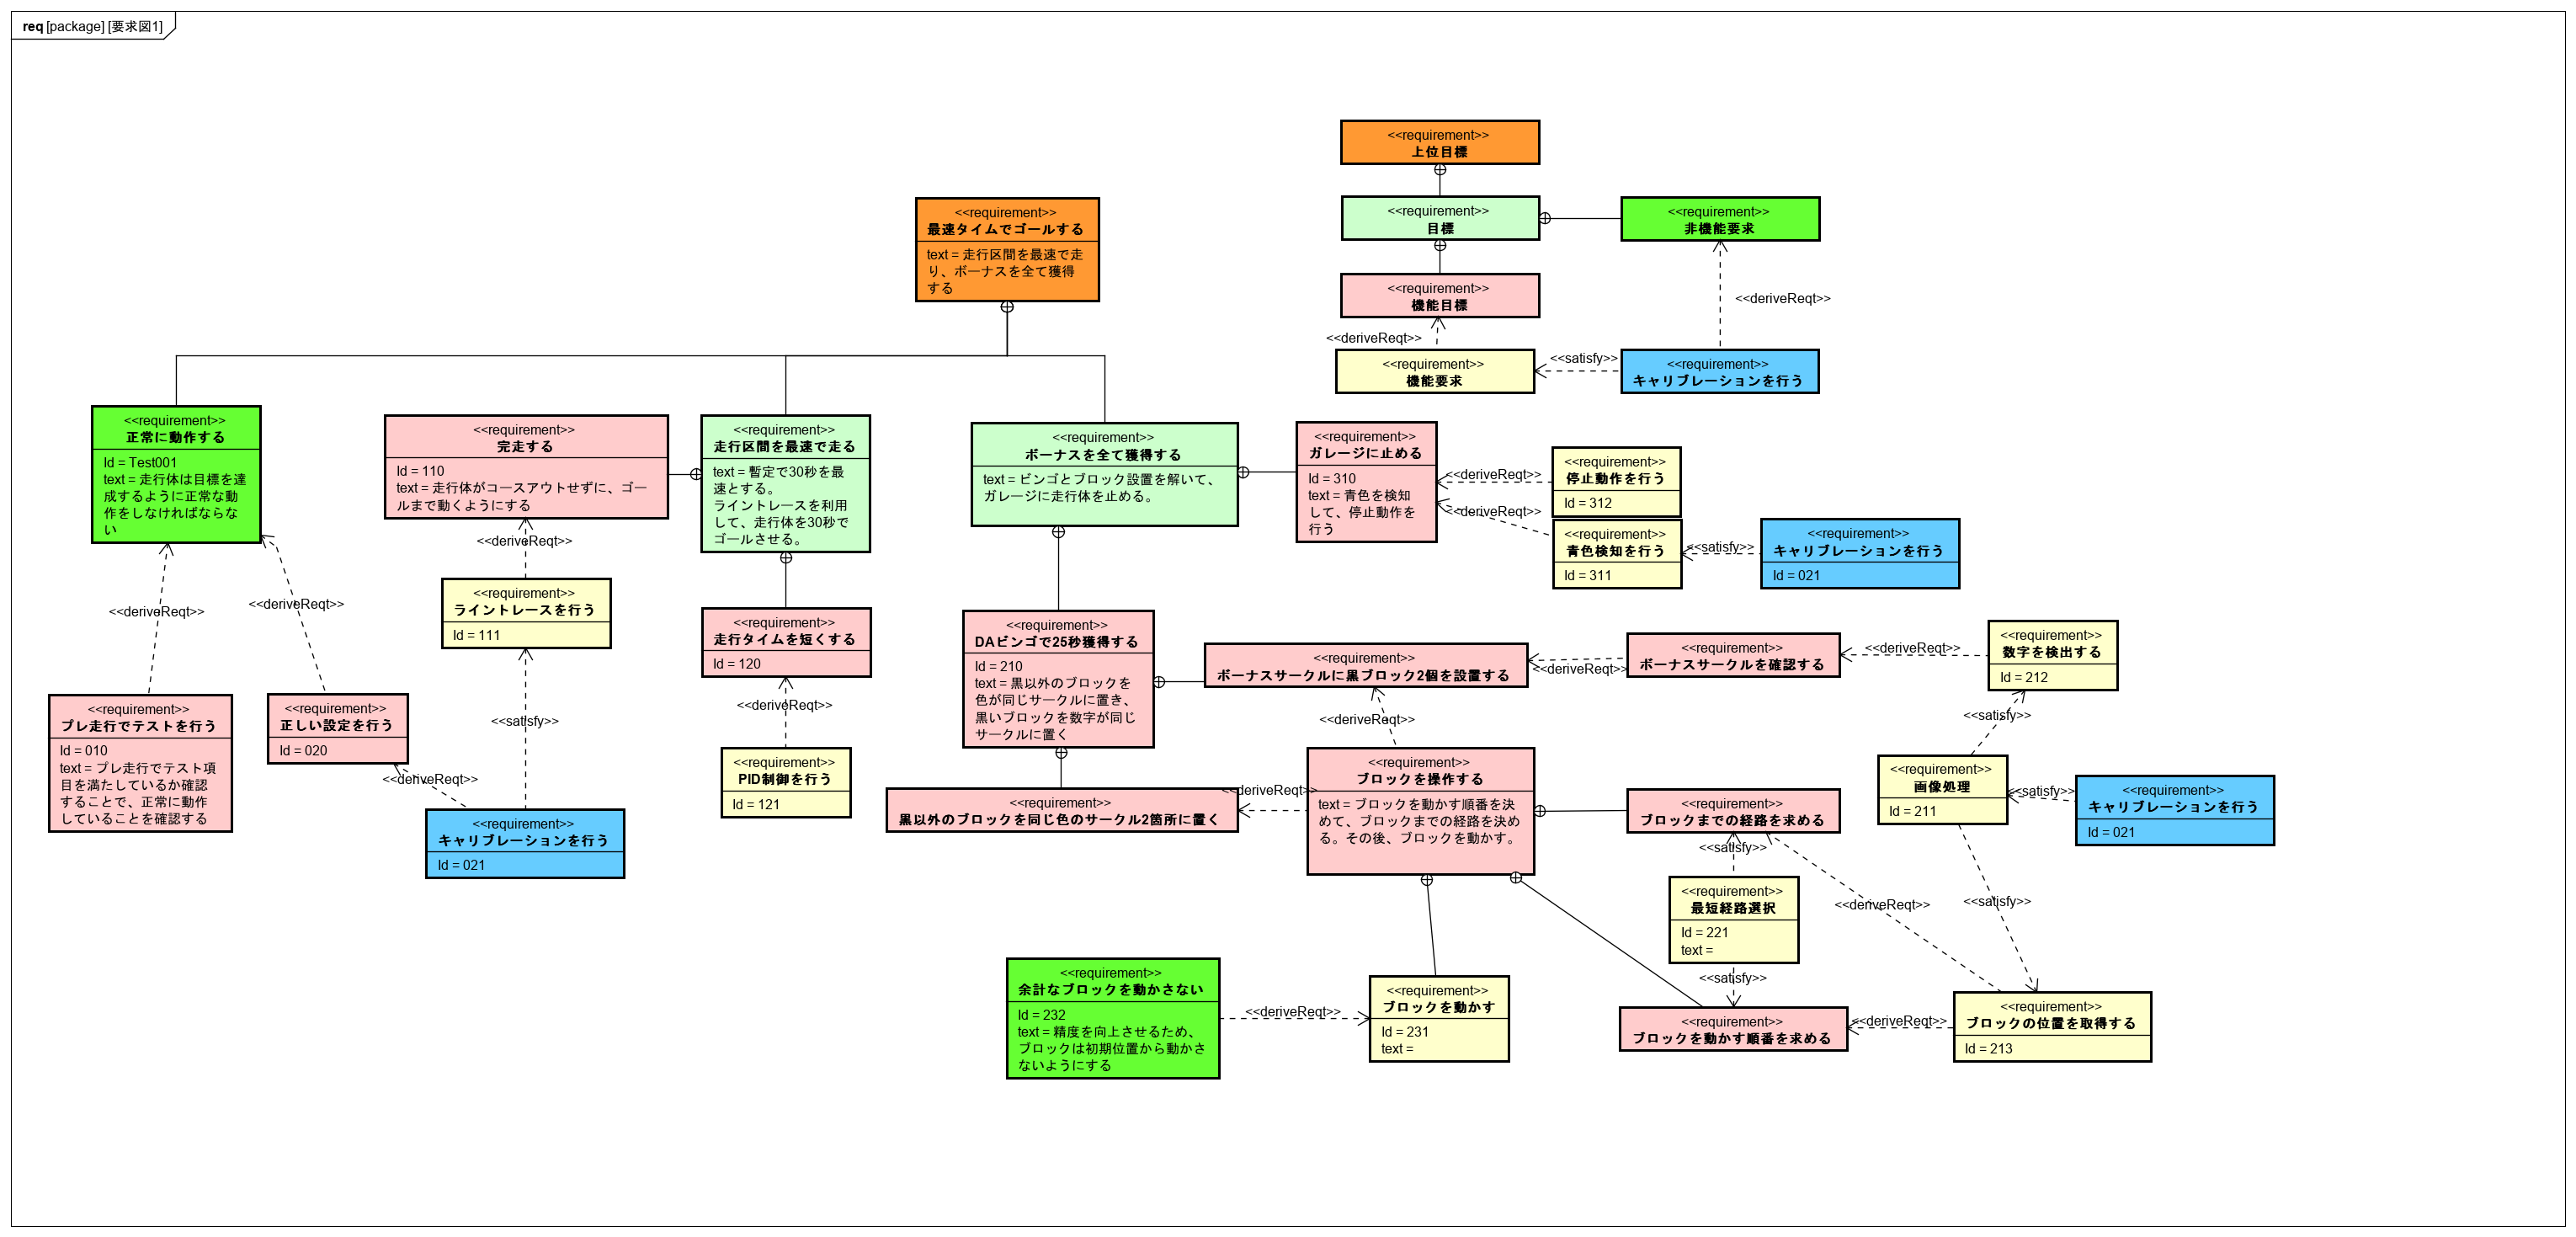 req [package] [要求図1]
<<requirement>>
上位目標
<<requirement>>
目標
<<requirement>>
非機能要求
<<requirement>>
機能目標
<<deriveReqt>>
<<deriveReqt>>
<<requirement>>
機能要求
<<satisfy>>
<<requirement>>
キャリブレーションを行う
<<requirement>>
最速タイムでゴールする
text = 走行区間を最速で走
り、ボーナスを全て獲得
する
<<requirement>>
正常に動作する
Id = Test001
text = 走行体は目標を達
成するように正常な動
作をしなければならな
い
<<deriveReqt>>
<<deriveReqt>>
<<requirement>>
プレ走行でテストを行う
Id = 010
text = プレ走行でテスト項
目を満たしているか確認
することで、正常に動作
していることを確認する
<<requirement>>
正しい設定を行う
Id = 020
<<deriveReqt>>
<<requirement>>
キャリブレーションを行う
Id = 021
<<requirement>>
完走する
Id = 110
text = 走行体がコースアウトせずに、ゴー
ルまで動くようにする
<<deriveReqt>>
<<requirement>>
ライントレースを行う
Id = 111
<<satisfy>>
<<requirement>>
走行区間を最速で走る
text = 暫定で30秒を最
速とする。
ライントレースを利用
して、走行体を30秒で
ゴールさせる。
<<requirement>>
走行タイムを短くする
Id = 120
<<deriveReqt>>
<<requirement>>
PID制御を行う
Id = 121
<<requirement>>
ボーナスを全て獲得する
text = ビンゴとブロック設置を解いて、
ガレージに走行体を止める。
<<requirement>>
ガレージに止める
Id = 310
text = 青色を検知
して、停止動作を
行う
<<deriveReqt>>
<<deriveReqt>>
<<requirement>>
停止動作を行う
Id = 312
<<requirement>>
青色検知を行う
Id = 311
<<satisfy>>
<<requirement>>
キャリブレーションを行う
Id = 021
<<requirement>>
DAビンゴで25秒獲得する
Id = 210
text = 黒以外のブロックを
色が同じサークルに置き、
黒いブロックを数字が同じ
サークルに置く
<<requirement>>
ボーナスサークルに黒ブロック2個を設置する
<<deriveReqt>>
<<requirement>>
ボーナスサークルを確認する
<<deriveReqt>>
<<requirement>>
数字を検出する
Id = 212
<<satisfy>>
<<requirement>>
画像処理
Id = 211
<<satisfy>>
<<requirement>>
キャリブレーションを行う
Id = 021
<<deriveReqt>>
<<requirement>>
黒以外のブロックを同じ色のサークル2箇所に置く
<<deriveReqt>>
<<requirement>>
ブロックを操作する
text = ブロックを動かす順番を決
めて、ブロックまでの経路を決め
る。その後、ブロックを動かす。
<<requirement>>
ブロックまでの経路を求める
<<satisfy>>
<<requirement>>
最短経路選択
Id = 221
text =
<<satisfy>>
<<deriveReqt>>
<<satisfy>>
<<requirement>>
余計なブロックを動かさない
Id = 232
text = 精度を向上させるため、
ブロックは初期位置から動かさ
ないようにする
<<deriveReqt>>
<<requirement>>
ブロックを動かす
Id = 231
text =
<<requirement>>
ブロックを動かす順番を求める
<<deriveReqt>>
<<requirement>>
ブロックの位置を取得する
Id = 213